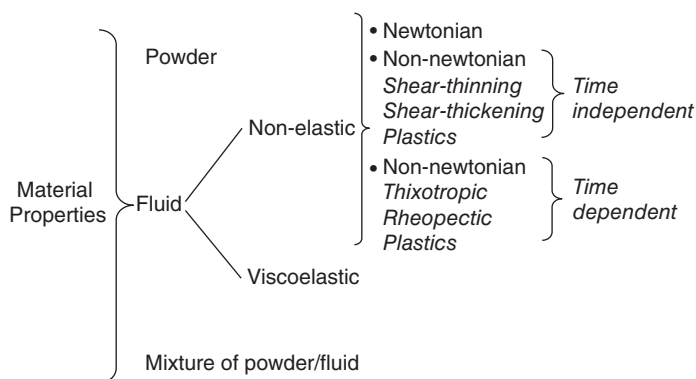 Material
Properties
Powder
Fluid
Mixture of powder/fluid
Non-elastic
Viscoelastic
• Newtonian
• Non-newtonian
Shear-thinning
Shear-thickening
Plastics
Time
independent
• Non-newtonian
Thixotropic
Rheopectic
Plastics
Time
dependent